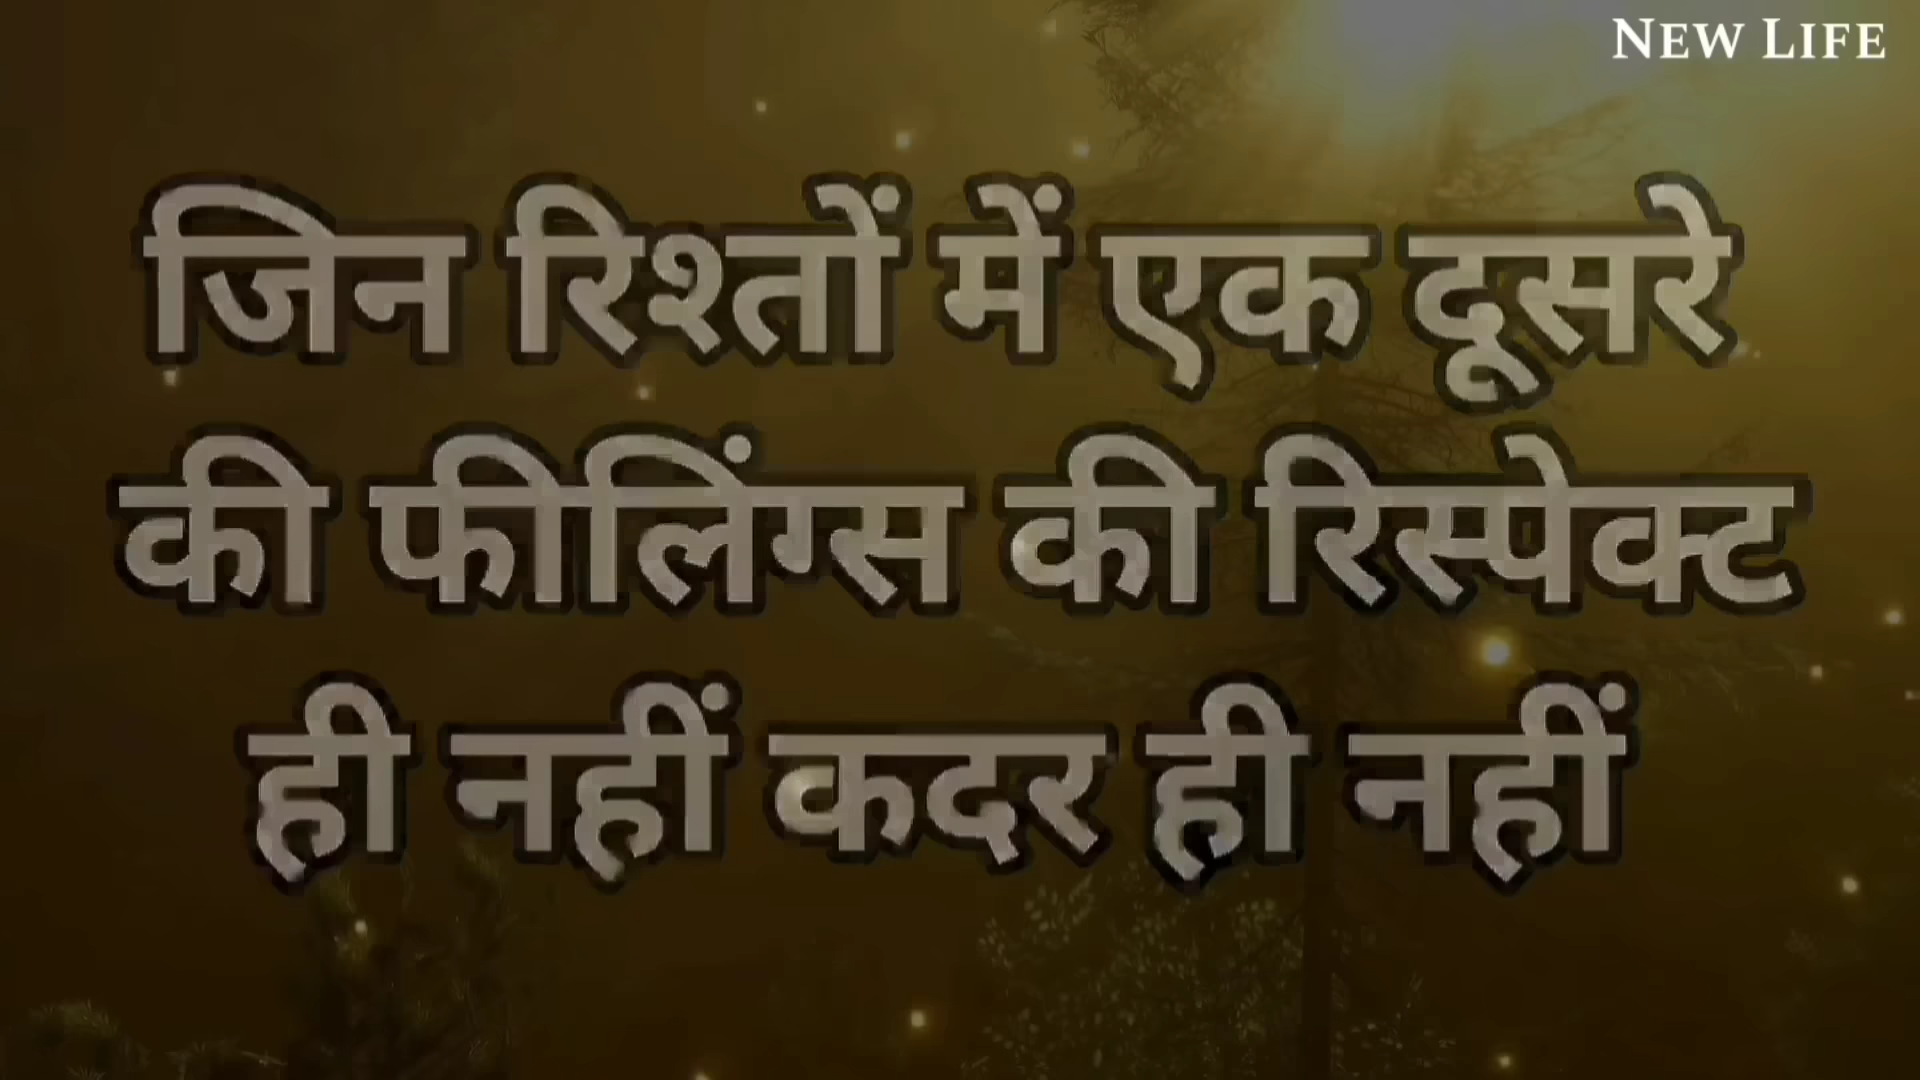 NEW LIFE
जिन रिश्तों में एक दूसरे
की फीलिंग्स की रिस्पेक्ट
ही नहीं कदर ही नहीं